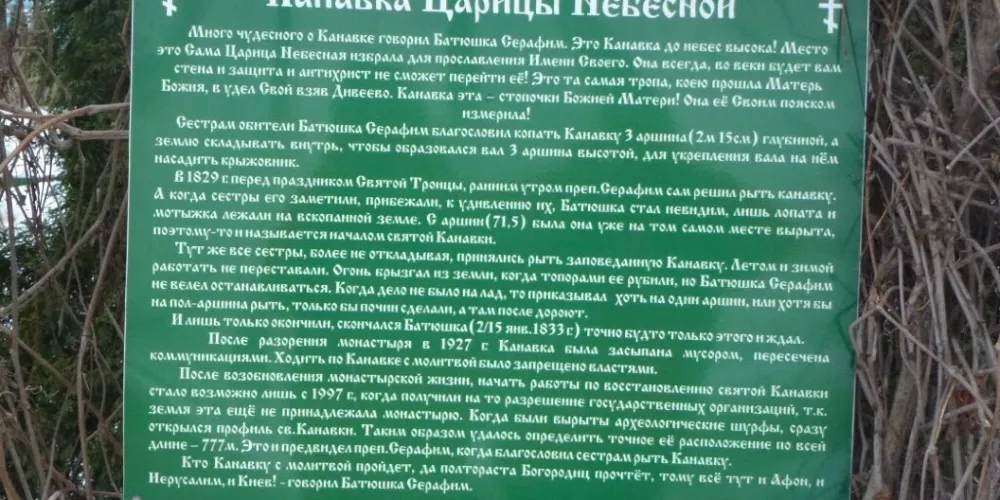 Канавка Царицы Небесной
Много чудесного о Канавке говорил Батюшка Серафим. Это Канавка до небес высока! Место
это Сама Царица Небесная избрала для прославления Имени Своего. Она всегда, во веки будет вам
стена и защита и антихрист не сможет перейти её! Это та самая тропа, коею прошла Матерь
Божия, в удел Свой взяв Дивеево. Канавка эта – стопочки Божией Матери! Она её Своим пояском
измерила!
Сестрам обители Батюшка Серафим благословил копать Канавку 3 аршина(2м 15см) глубиной, а
землю складывать внутрь, чтобы образовался вал 3 аршина высотой, для укрепления вала на нём
насадить крыжовник.
В 1829 г. перед праздником Святой Троицы, ранним утром преп.Серафим сам решил рыть канавку.
А когда сестры его заметили, прибежали, к удивлению их, Батюшка стал невидим, лишь лопата и
мотыжка лежали на вскопанной земле. С аршин(71,5) была она уже на том самом месте вырыта,
поэтому-то и называется началом святой Канавки.
Тут же все сестры, более не откладывая, принялись рыть заповеданную Канавку. Летом и зимой
работать не переставали. Огонь брызгал из земли, когда топорами ее рубили, но Батюшка Серафим
не велел останавливаться. Когда дело не было на лад, то приказывал хоть на один аршин, или хотя бы
на пол-аршина рыть, только бы почин сделали, а там после дороют.
И лишь только окончили, скончался Батюшка(2/15 янв.1833 г.) точно будто только этого и ждал.
После разорения монастыря в 1927 г. Канавка была засыпана мусором, пересечена
коммуникациями. Ходить по Канавке с молитвой было запрещено властями.
После возобновления монастырской жизни, начать работы по восстановлению святой Канавки
стало возможно лишь с 1997 г., когда получили на то разрешение государственных организаций, т.к.
земля эта ещё не принадлежала монастырю. Когда были вырыты археологические шурфы, сразу
открылся профиль св.Канавки. Таким образом удалось определить точное её расположение по всей
длине – 777м. Это и предвидел преп.Серафим, когда благословил сестрам рыть Канавку.
Кто Канавку с молитвой пройдет, да полтораста Богородиц прочтёт, тому всё тут и Афон, и
Иерусалим, и Киев! - говорил Батюшка Серафим.